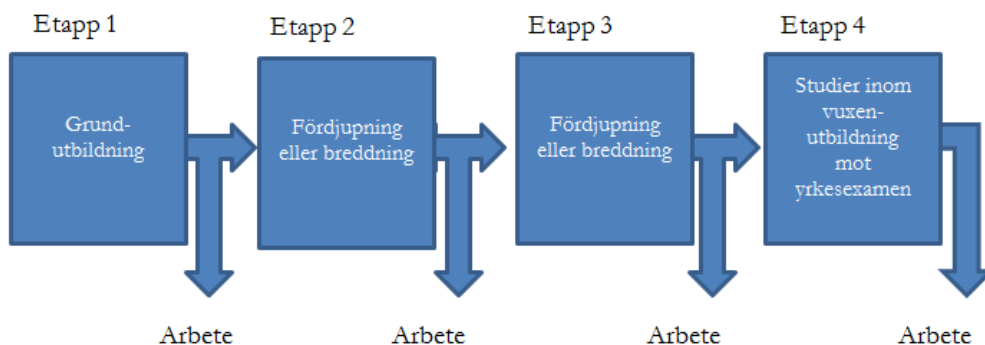 Etapp 1
Etapp 2
Etapp 3
Etapp 4
Grund-
utbildning
Fördjupning
eller breddning
Fördjupning
eller breddning
Studier inom
vuxen-
utbildning
mot
yrkesexamen
Arbete
Arbete
Arbete
Arbete